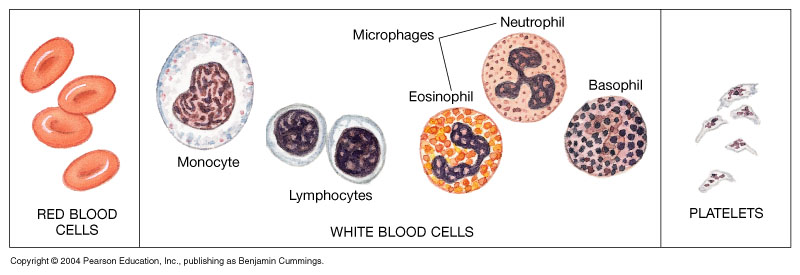 Microphages
Neutrophil
Eosinophil
Basophil
Monocyte
Lymphocytes
RED BLOOD
CELLS
WHITE BLOOD CELLS
PLATELETS
Copyright © 2004 Pearson Education, Inc., publishing as Benjamin Cummings.